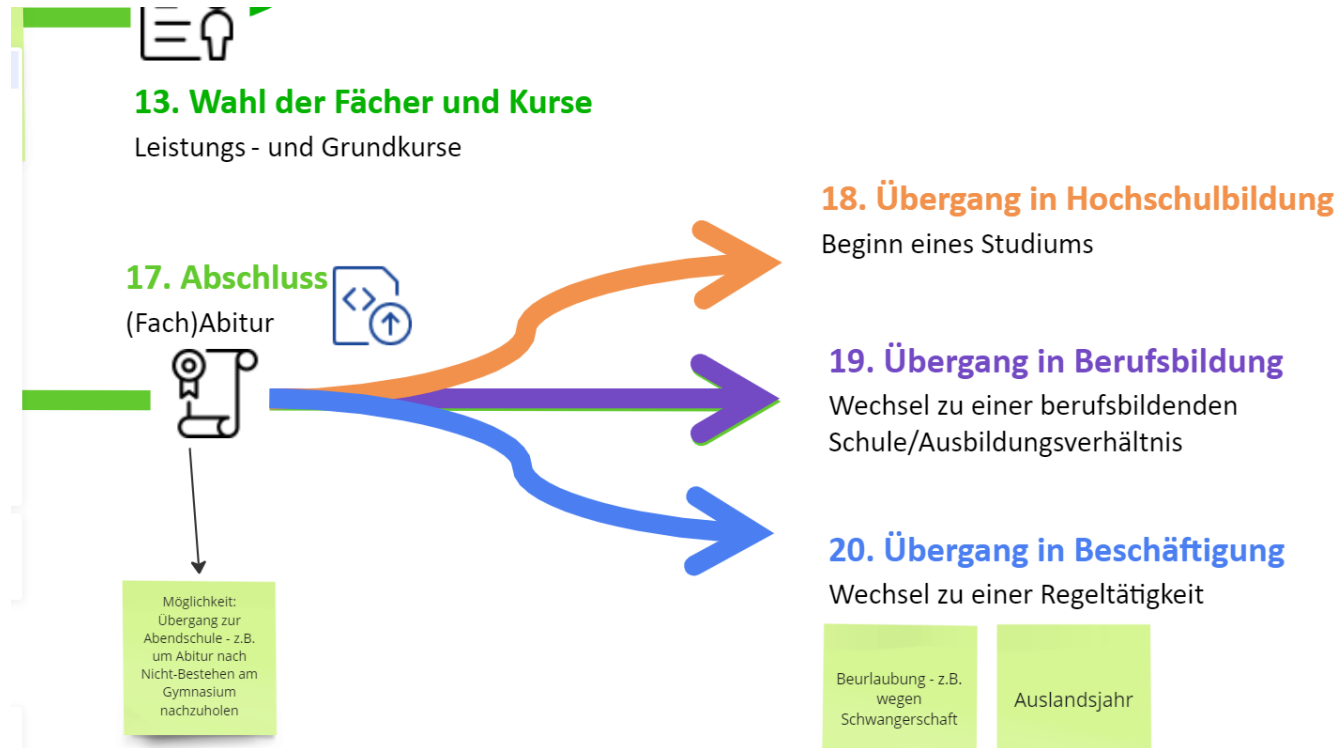 13. Wahl der Fächer und Kurse
Leistungs - und Grundkurse
17. Abschluss
(Fach)Abitur
18. Übergang in Hochschulbildung
Beginn eines Studiums
19. Übergang in Berufsbildung
Wechsel zu einer berufsbildenden
Schule/Ausbildungsverhältnis
20. Übergang in Beschäftigung
Wechsel zu einer Regeltätigkeit
Möglichkeit:
Übergang zur
Abendschule - z.B.
um Abitur nach
Nicht-Bestehen am
Gymnasium
nachzuholen
Beurlaubung - z.B.
wegen
Schwangerschaft
Auslandsjahr